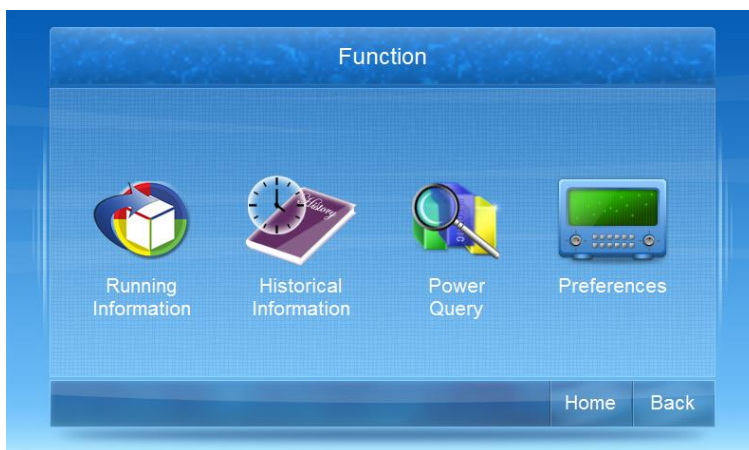 Function
History
Running
Information
Historical
Information
Power
Query
Preferences
Home Back